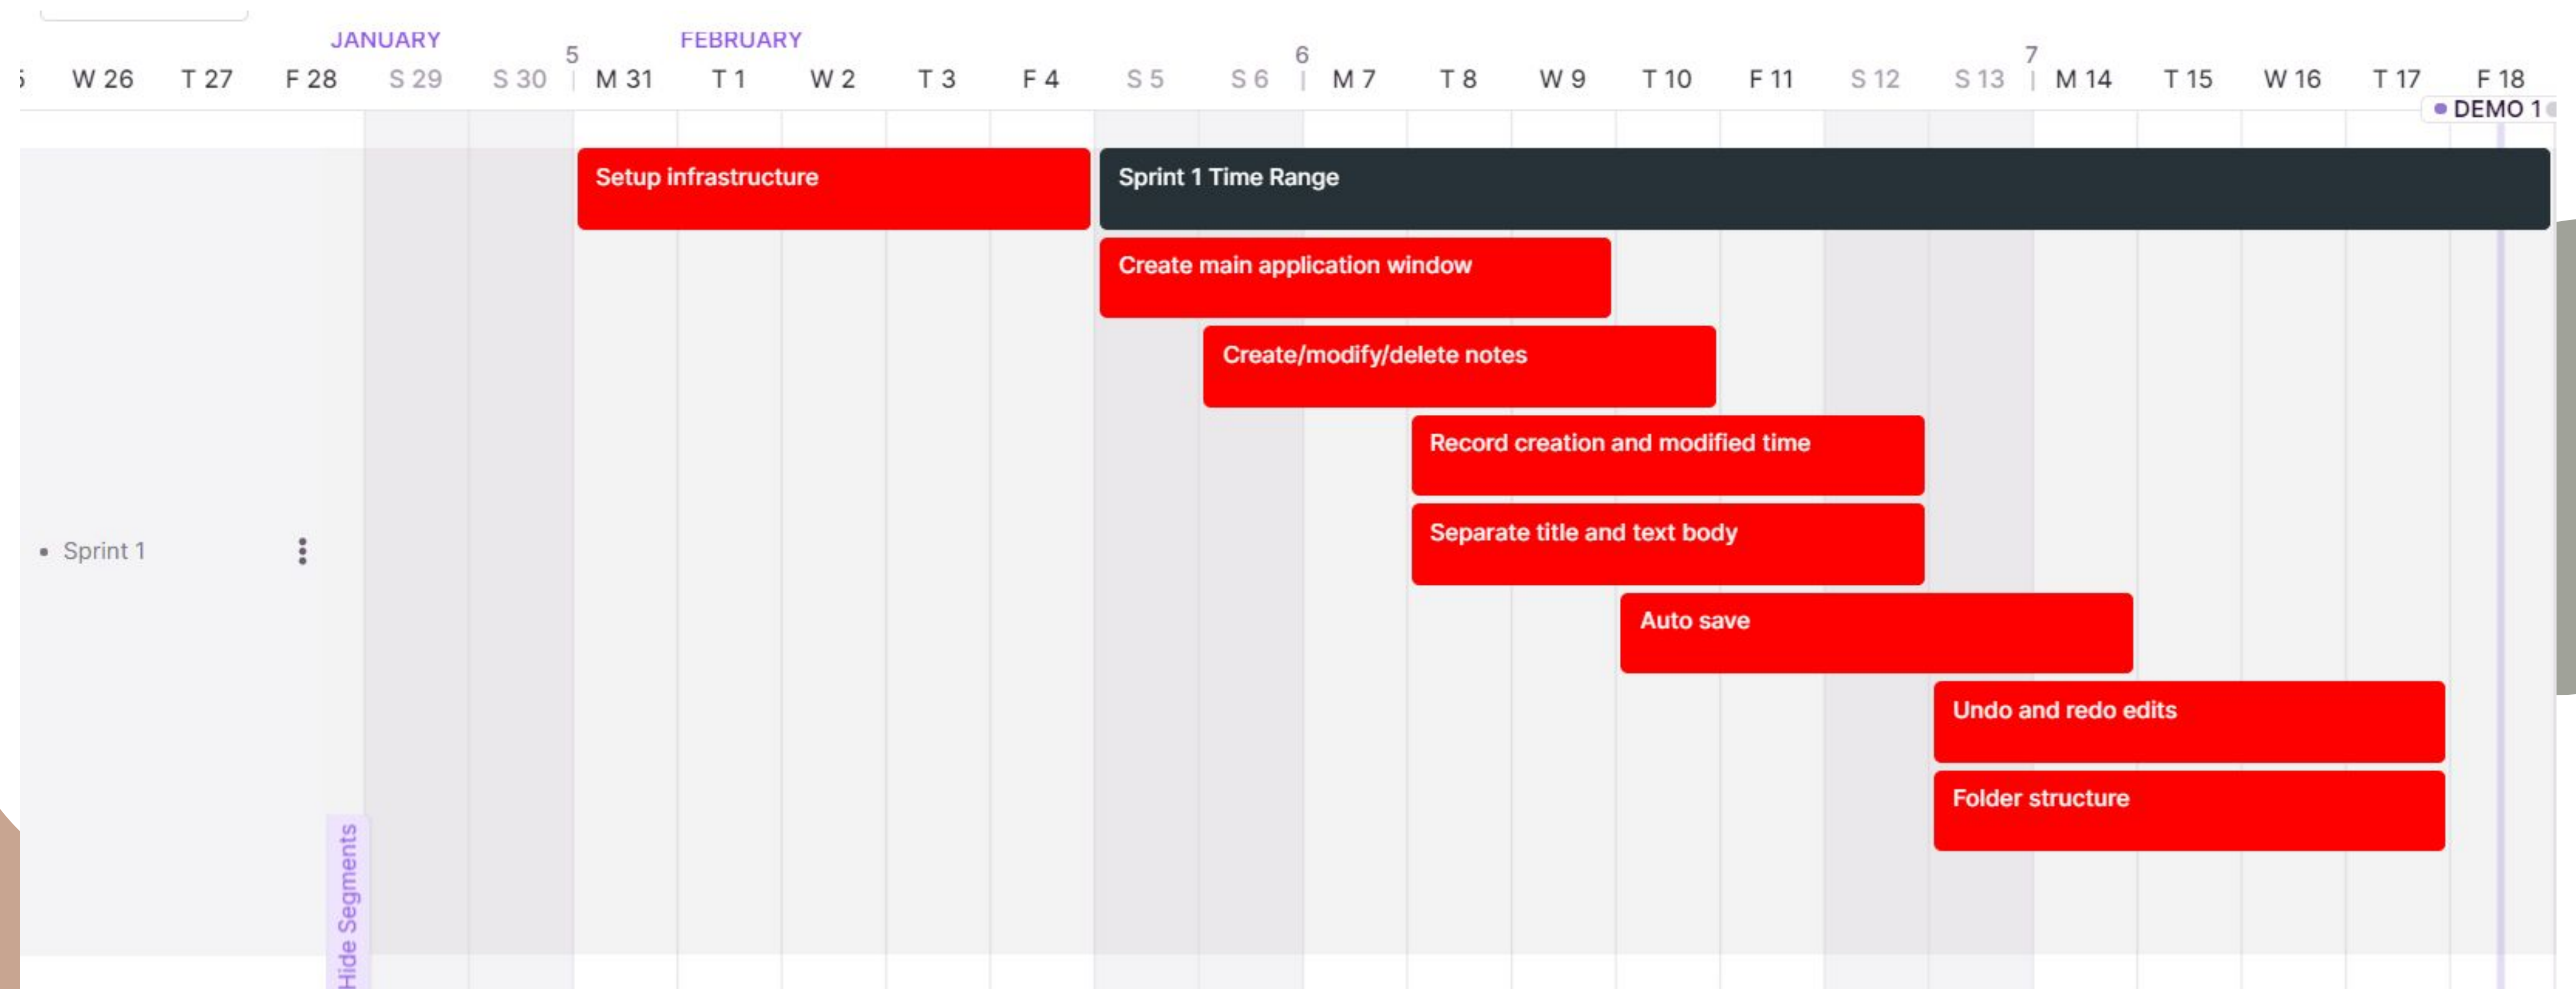 JANUARY
FEBRUARY
5
6
7
W 26 T 27 F 28 S 29 S 30 M 31 T 1 W 2 T 3 F 4 S 5 S 6 M 7 T 8 W 9 T 10 F 11 S 12 S 13 M 14 T 15 W 16 T 17 F 18
DEMO 1
Setup infrastructure
Sprint 1 Time Range
Create main application window
Create/modify/delete notes
Record creation and modified time
Separate title and text body
Sprint 1
Auto save
Undo and redo edits
Folder structure
Hide Segments